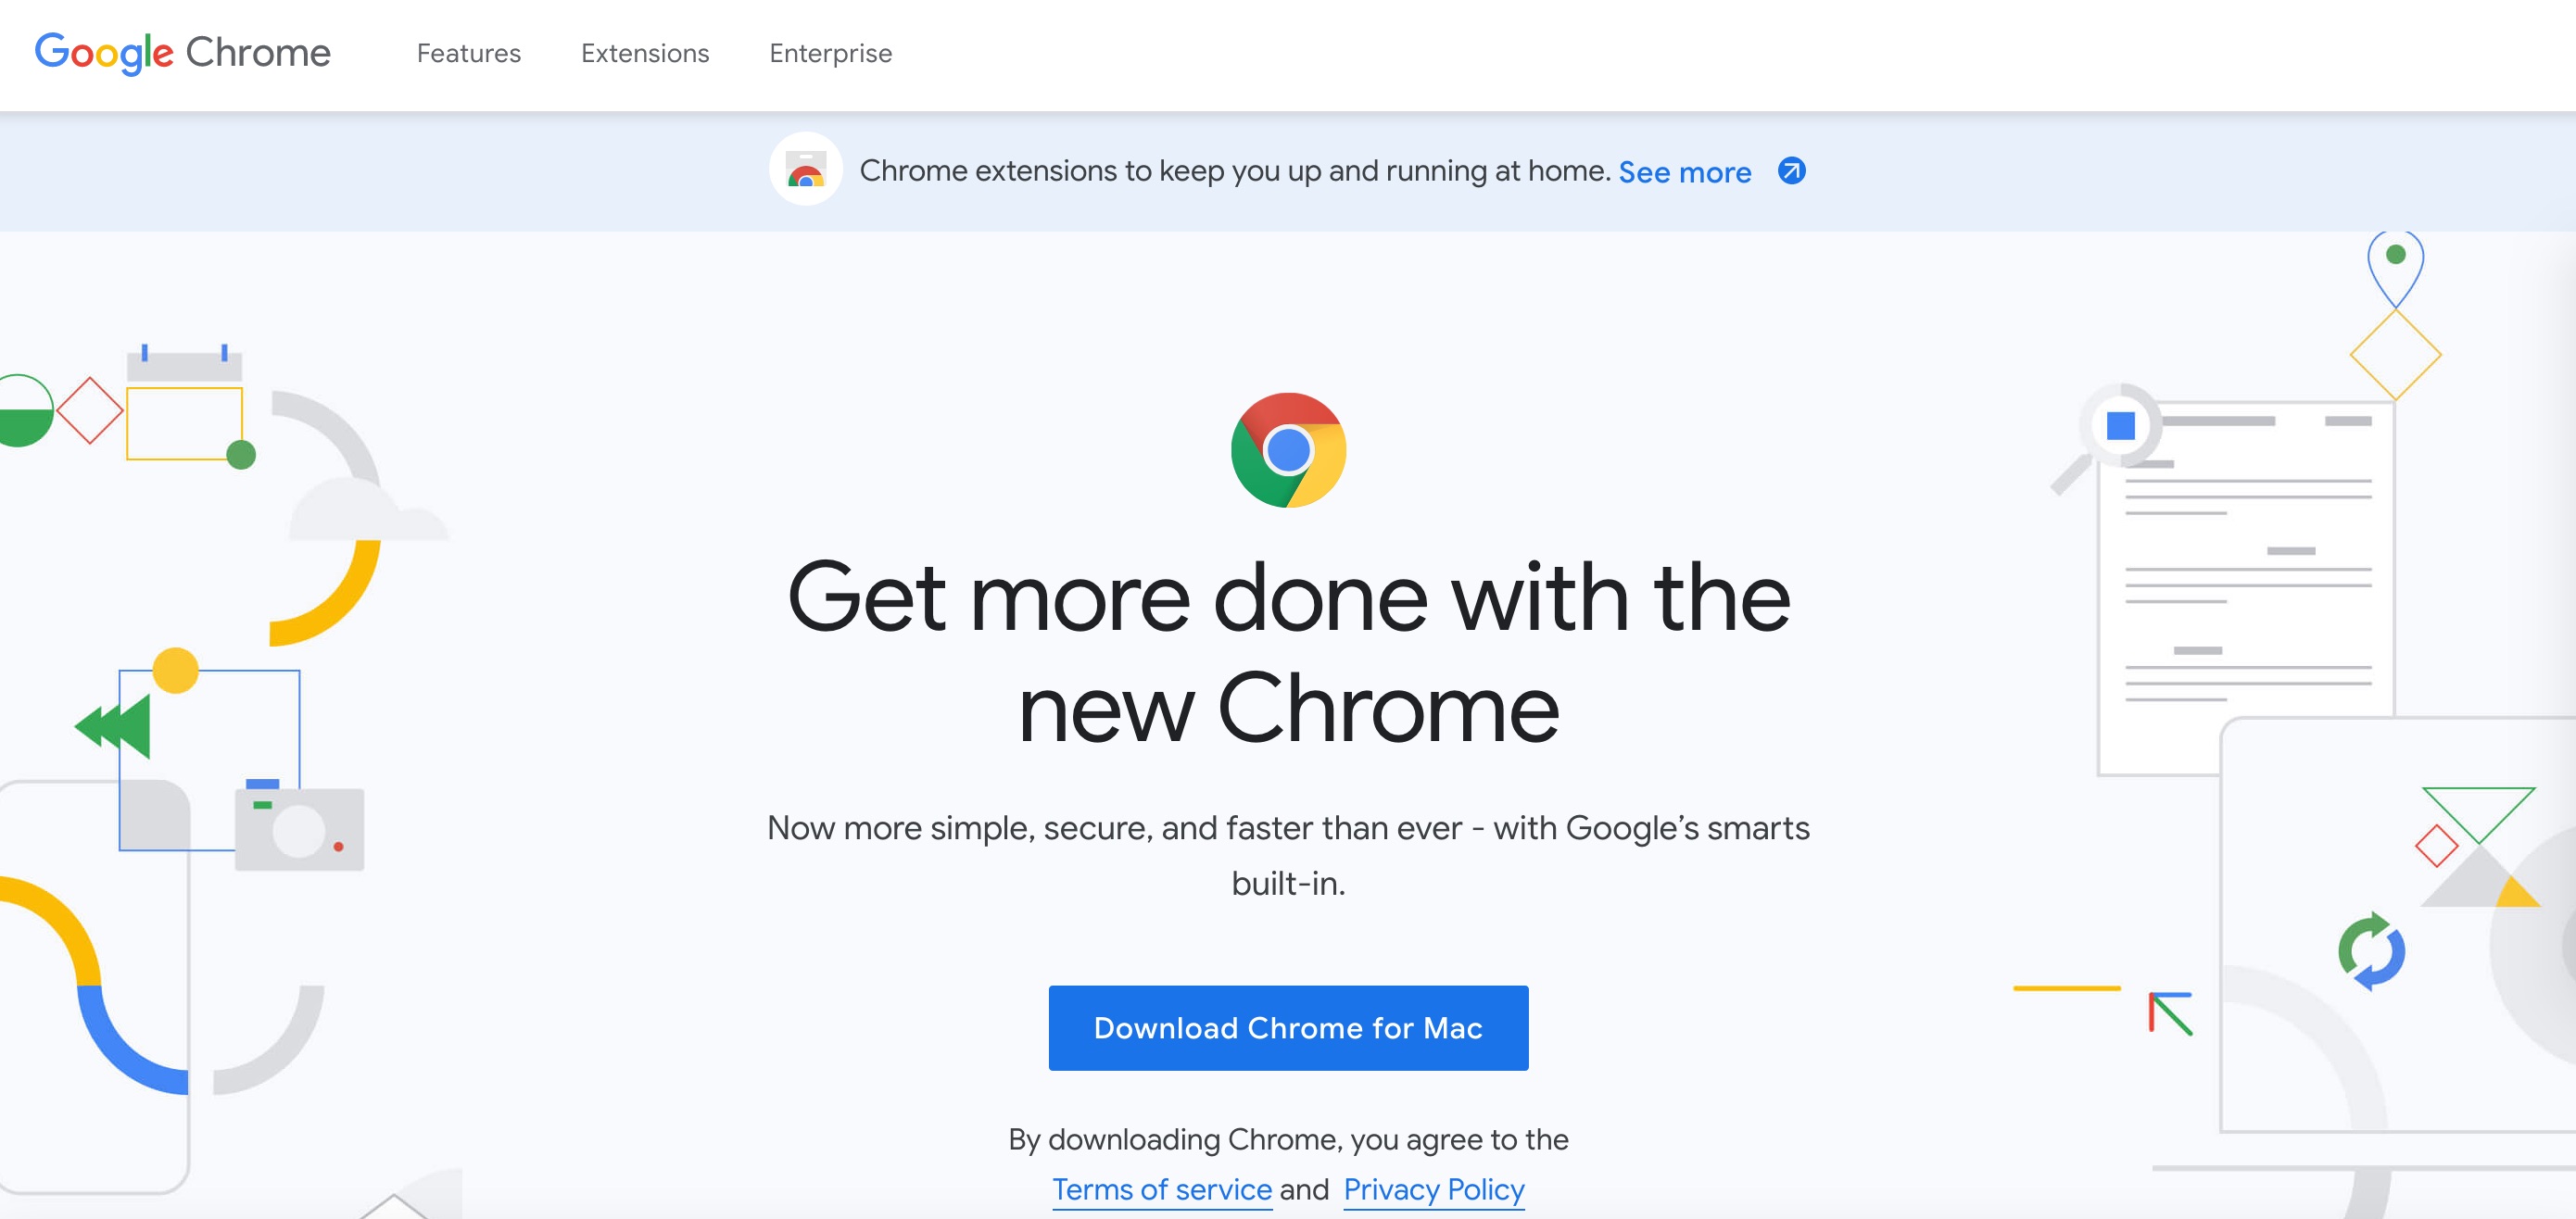 Google Chrome Features Extensions Enterprise
Chrome extensions to keep you up and running at home. See more
Get more done with the
new Chrome
Now more simple, secure, and faster than ever - with Google’s smarts
built-in.
Download Chrome for Mac
By downloading Chrome, you agree to the
Terms of service and Privacy Policy